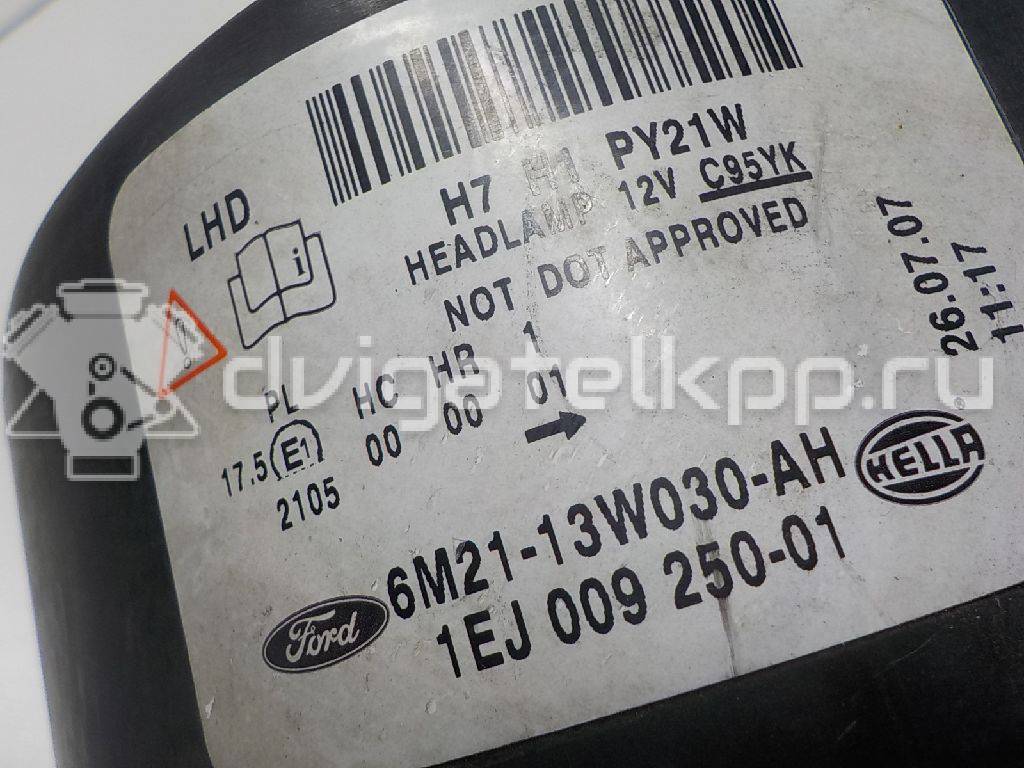 LHD
H7 H1 PY21W
HEADLAMP 12V C95YK
NOT DOT APPROVED
26.07.07
11:17
PL HC HR 1
17.5 E1 00 00 01
2105
dvigatelkpp.ru
HELLA ®
6M21-13W030-AH
Ford 1EJ 009 250-01